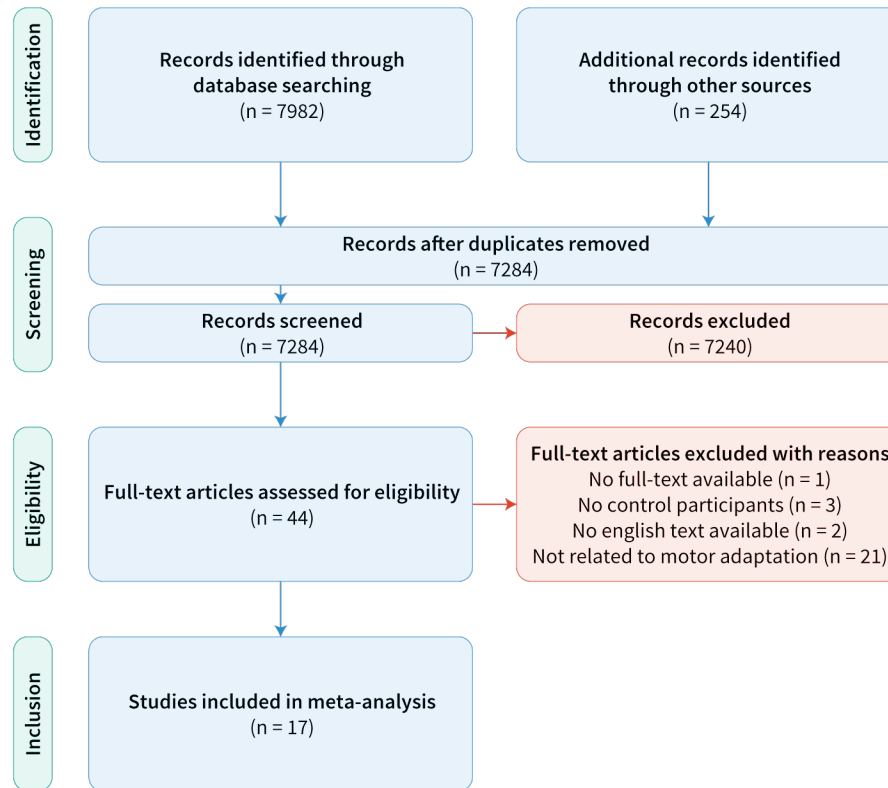 Identification
Records identified through
database searching
(n = 7982)
Additional records identified
through other sources
(n = 254)
Screening
Records after duplicates removed
(n = 7284)
Records screened
(n = 7284)
Records excluded
(n = 7240)
Eligibility
Full-text articles assessed for eligibility
(n = 44)
Full-text articles excluded with reasons
No full-text available (n = 1)
No control participants (n = 3)
No english text available (n = 2)
Not related to motor adaptation (n = 21)
Inclusion
Studies included in meta-analysis
(n = 17)